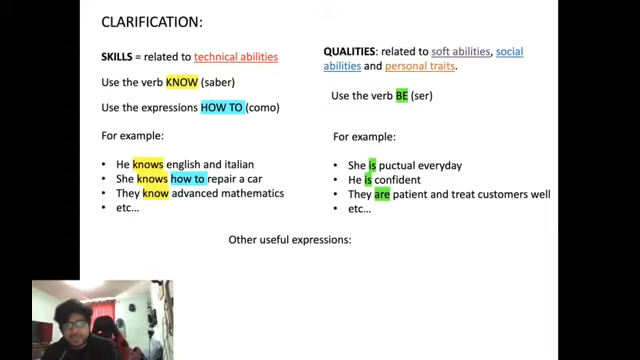 CLARIFICATION:
SKILLS = related to technical abilities
Use the verb KNOW (saber)
Use the expressions HOW TO (como)
For example:
• He knows english and italian
• She knows how to repair a car
• They know advanced mathematics
• etc...
QUALITIES: related to soft abilities, social
abilities and personal traits.
Use the verb BE (ser)
For example:
• She is puctual everyday
• He is confident
• They are patient and treat customers well
• etc...
Other useful expressions: